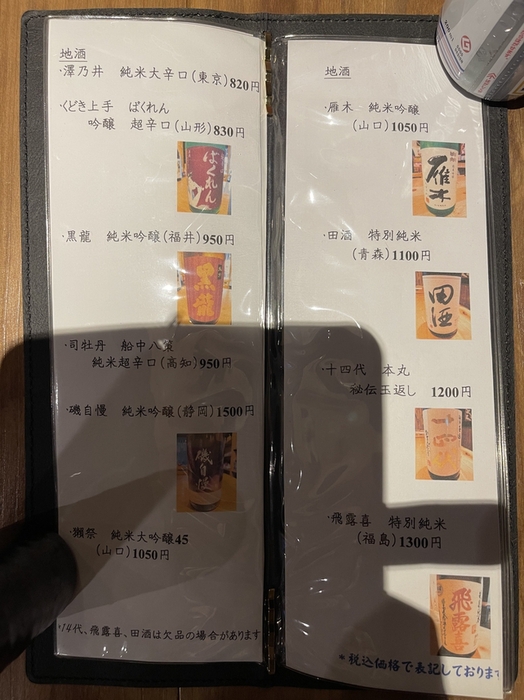 地酒
・澤乃井 純米大辛口(東京)820円
・くどき上手 ばくれん
吟醸 超辛口(山形)830円
ばくれん
・黒龍 純米吟醸(福井)950円
黒龍
・司牡丹 船中八策
純米超辛口(高知)950円
・磯自慢 純米吟醸(静岡)1500円
磯自慢
・獺祭 純米大吟醸45
(山口)1050円
・14代、飛露喜、田酒は欠品の場合があります
地酒
・雁木 純米吟醸
(山口)1050円
雁木
・田酒 特別純米
(青森)1100円
田酒
・十四代 本丸
秘伝玉返し 1200円
十四代
・飛露喜 特別純米
(福島)1300円
飛露喜
*税込価格で表記しております